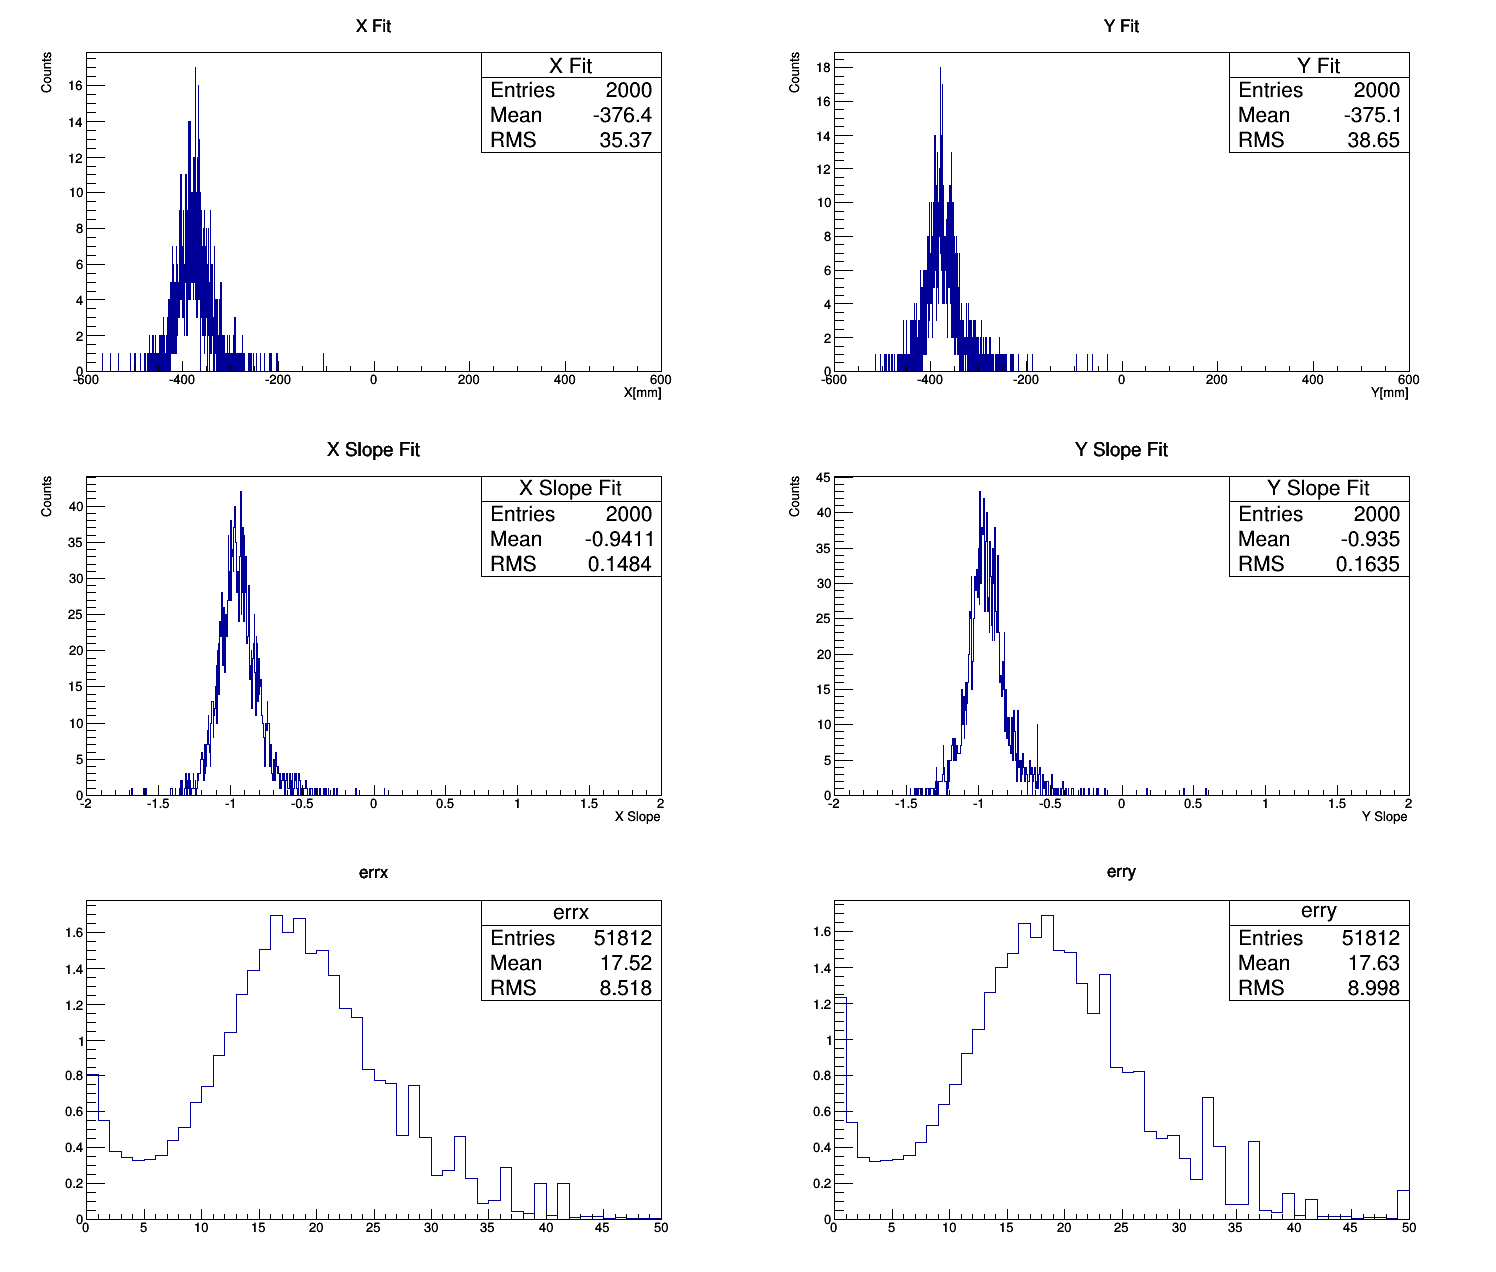 X Fit
Counts
X Fit
Entries 2000
Mean -376.4
RMS 35.37
16
14
12
10
8
6
4
2
0
-600 -400 -200 0 200 400 600
X[mm]
Y Fit
Counts
Y Fit
Entries 2000
Mean -375.1
RMS 38.65
18
16
14
12
10
8
6
4
2
0
-600 -400 -200 0 200 400 600
Y[mm]
X Slope Fit
Counts
X Slope Fit
Entries 2000
Mean -0.9411
RMS 0.1484
40
35
30
25
20
15
10
5
0
-2 -1.5 -1 -0.5 0 0.5 1 1.5 2
X Slope
Y Slope Fit
Counts
Y Slope Fit
Entries 2000
Mean -0.935
RMS 0.1635
45
40
35
30
25
20
15
10
5
0
-2 -1.5 -1 -0.5 0 0.5 1 1.5 2
Y Slope
errx
errx
Entries 51812
Mean 17.52
RMS 8.518
1.6
1.4
1.2
1
0.8
0.6
0.4
0.2
0
0 5 10 15 20 25 30 35 40 45 50
erry
erry
Entries 51812
Mean 17.63
RMS 8.998
1.6
1.4
1.2
1
0.8
0.6
0.4
0.2
0
0 5 10 15 20 25 30 35 40 45 50